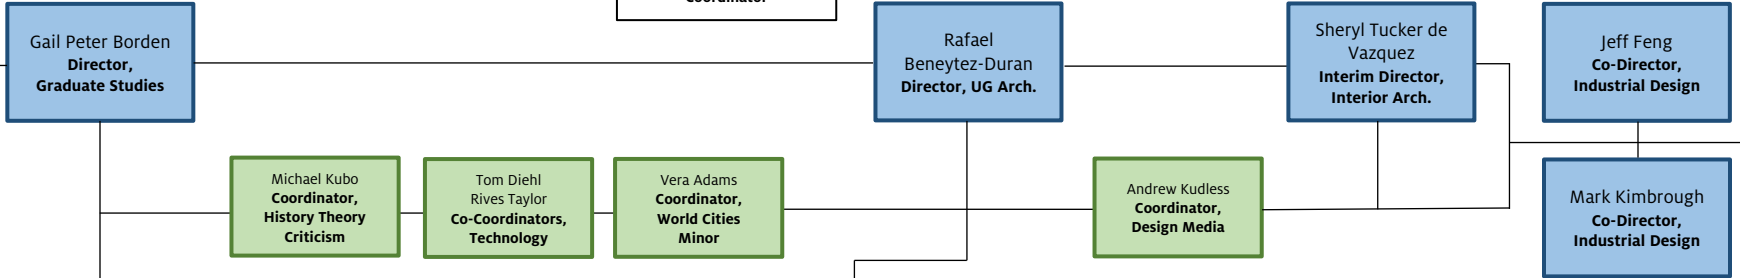 Coordinator
Gail Peter Borden
Director,
Graduate Studies
Rafael
Beneytez-Duran
Director, UG Arch.
Sheryl Tucker de
Vazquez
Interim Director,
Interior Arch.
Jeff Feng
Co-Director,
Industrial Design
Michael Kubo
Coordinator,
History Theory
Criticism
Tom Diehl
Rives Taylor
Co-Coordinators,
Technology
Vera Adams
Coordinator,
World Cities
Minor
Andrew Kudless
Coordinator,
Design Media
Mark Kimbrough
Co-Director,
Industrial Design